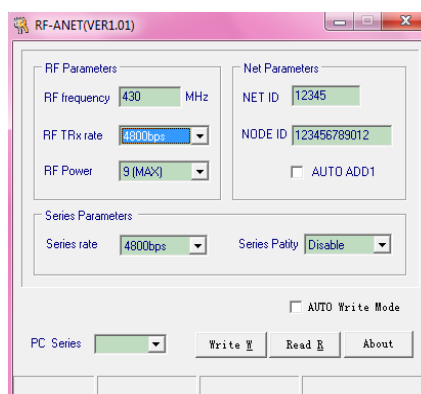 RF-ANET(VER1.01)
RF Parameters
RF frequency 430 MHz
RF TRx rate 4800bps
RF Power 9 (MAX)
Net Parameters
NET ID 12345
NODE ID 123456789012
AUTO ADD1
Series Parameters
Series rate 4800bps Series Patity Disable
AUTO Write Mode
PC Series Write W Read R About